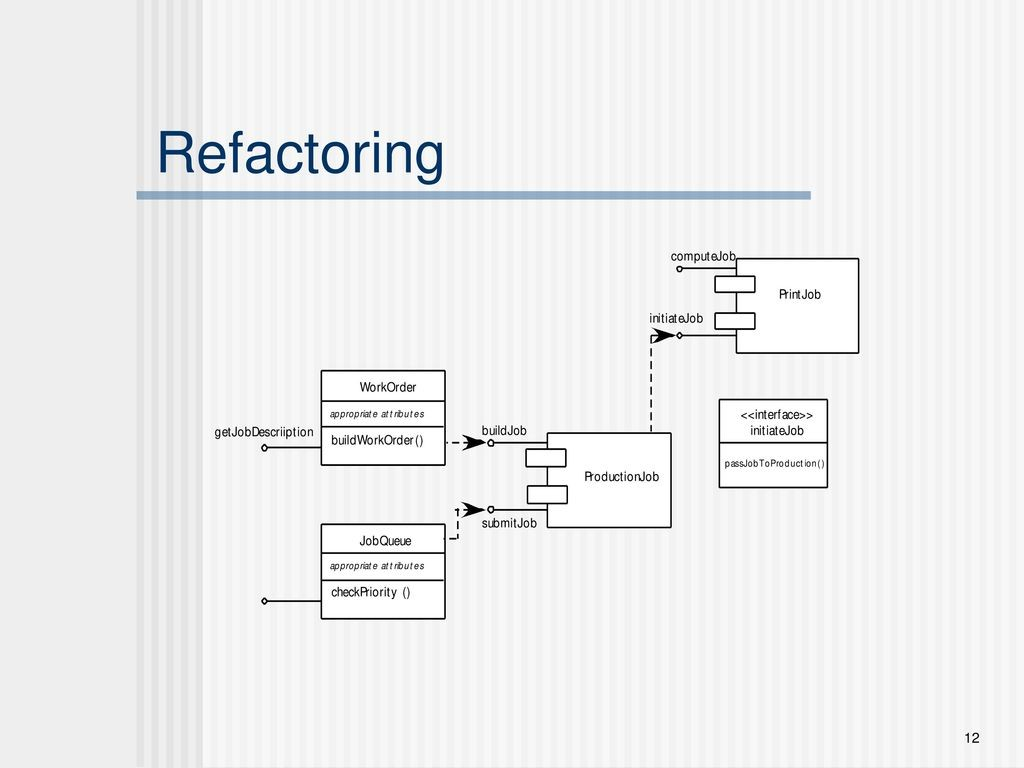 Refactoring
computeJob
PrintJob
initiateJob
WorkOrder
appropriate attributes
buildWorkOrder()
getJobDescriiption
buildJob
ProductionJob
submitJob
<<interface>>
initiateJob
passJobToProduction()
JobQueue
appropriate attributes
checkPriority ()
12